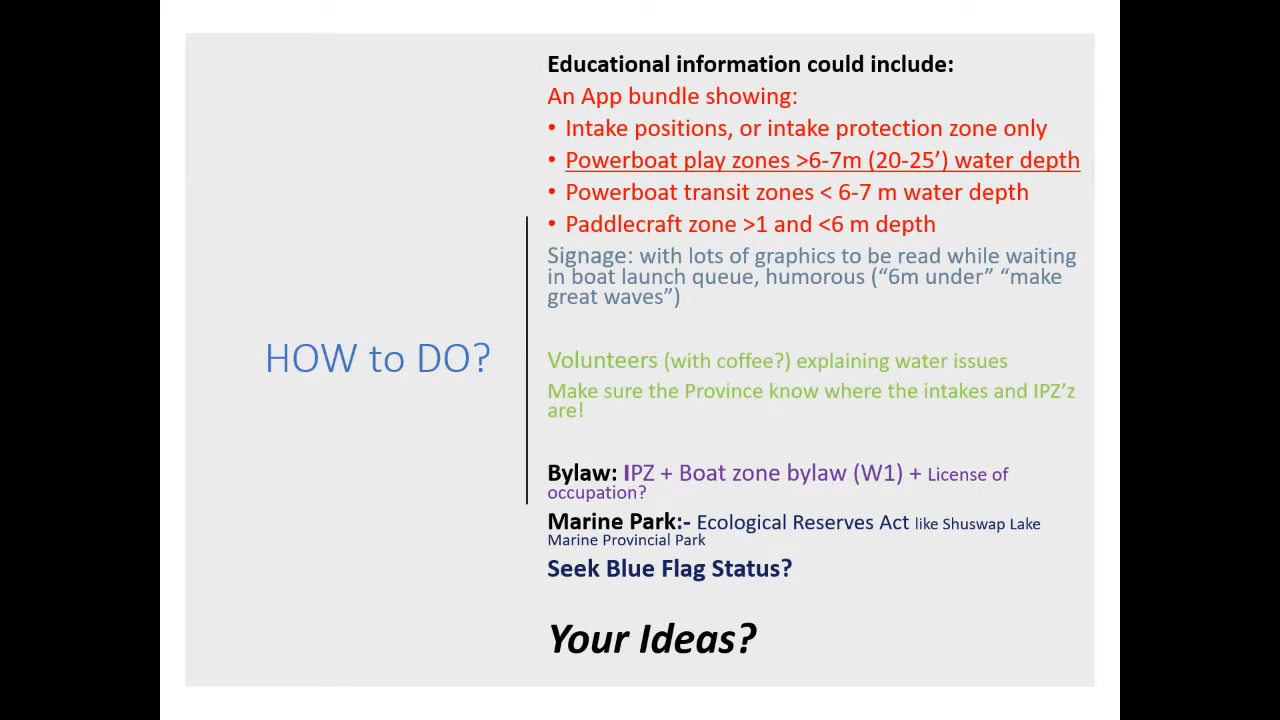 HOW to DO?
Educational information could include:
An App bundle showing:
• Intake positions, or intake protection zone only
• Powerboat play zones >6-7m (20-25’) water depth
• Powerboat transit zones < 6-7 m water depth
• Paddlecraft zone >1 and <6 m depth
Signage: with lots of graphics to be read while waiting
in boat launch queue, humorous (“6m under” “make
great waves”)
Volunteers (with coffee?) explaining water issues
Make sure the Province know where the intakes and IPZ’z
are!
Bylaw: IPZ + Boat zone bylaw (W1) + License of
occupation?
Marine Park:- Ecological Reserves Act like Shuswap Lake
Marine Provincial Park
Seek Blue Flag Status?
Your Ideas?